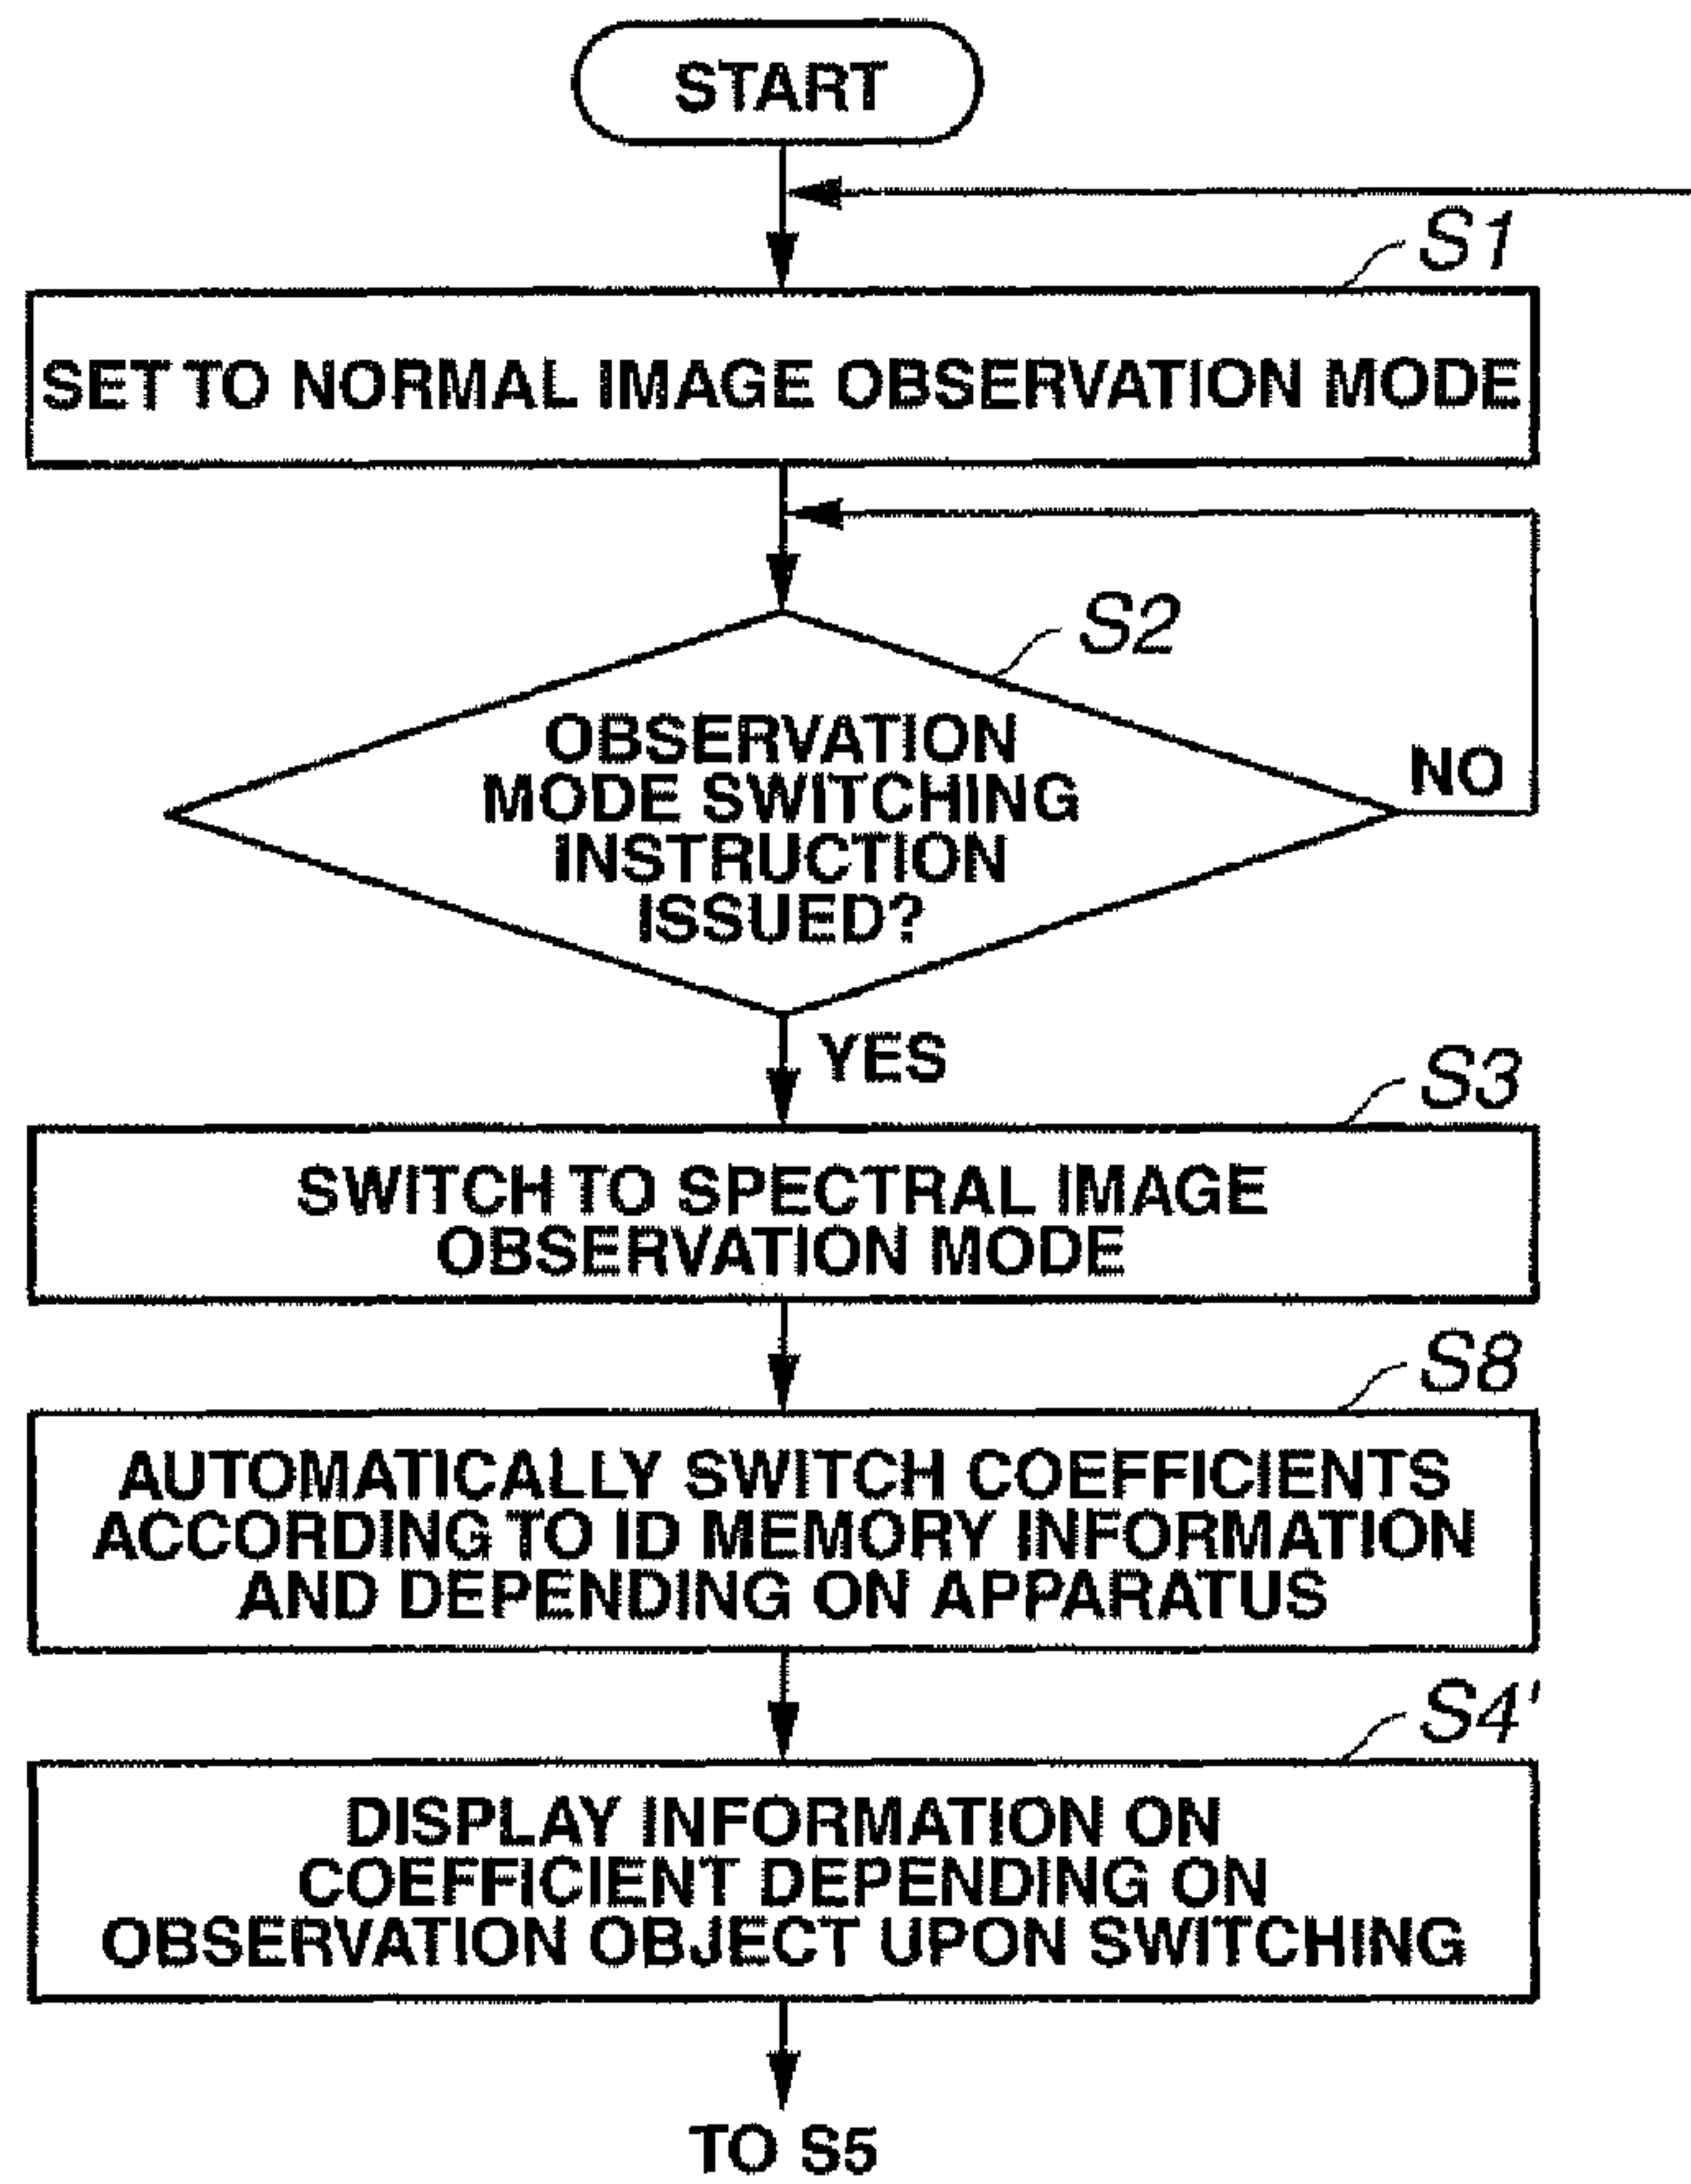 START
S1
SET TO NORMAL IMAGE OBSERVATION MODE
S2
OBSERVATION
MODE SWITCHING
INSTRUCTION
ISSUED?
NO
YES
S3
SWITCH TO SPECTRAL IMAGE
OBSERVATION MODE
S8
AUTOMATICALLY SWITCH COEFFICIENTS
ACCORDING TO ID MEMORY INFORMATION
AND DEPENDING ON APPARATUS
S4'
DISPLAY INFORMATION ON
COEFFICIENT DEPENDING ON
OBSERVATION OBJECT UPON SWITCHING
TO S5